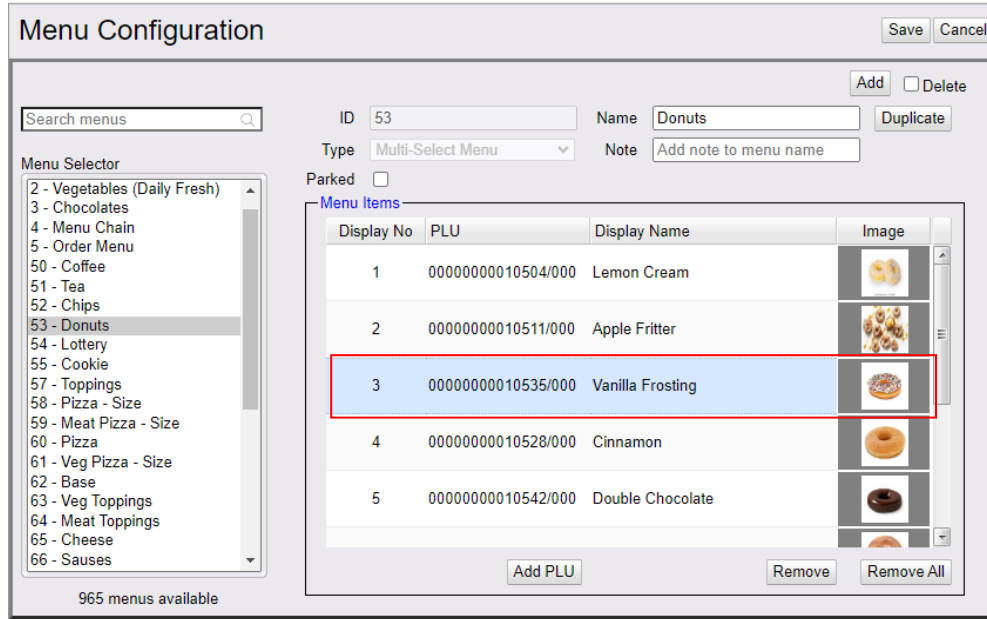 Menu Configuration
Save
Cancel
Add
Delete
Search menus
ID 53
Name Donuts
Duplicate
Type Multi-Select Menu
Note Add note to menu name
Parked
Menu Selector
2 - Vegetables (Daily Fresh)
3 - Chocolates
4 - Menu Chain
5 - Order Menu
50 - Coffee
51 - Tea
52 - Chips
53 - Donuts
54 - Lottery
55 - Cookie
57 - Toppings
58 - Pizza - Size
59 - Meat Pizza - Size
60 - Pizza
61 - Veg Pizza - Size
62 - Base
63 - Veg Toppings
64 - Meat Toppings
65 - Cheese
66 - Sauses
965 menus available
Menu Items
Display No PLU Display Name Image
1 00000000010504/000 Lemon Cream
2 00000000010511/000 Apple Fritter
3 00000000010535/000 Vanilla Frosting
4 00000000010528/000 Cinnamon
5 00000000010542/000 Double Chocolate
Add PLU
Remove
Remove All